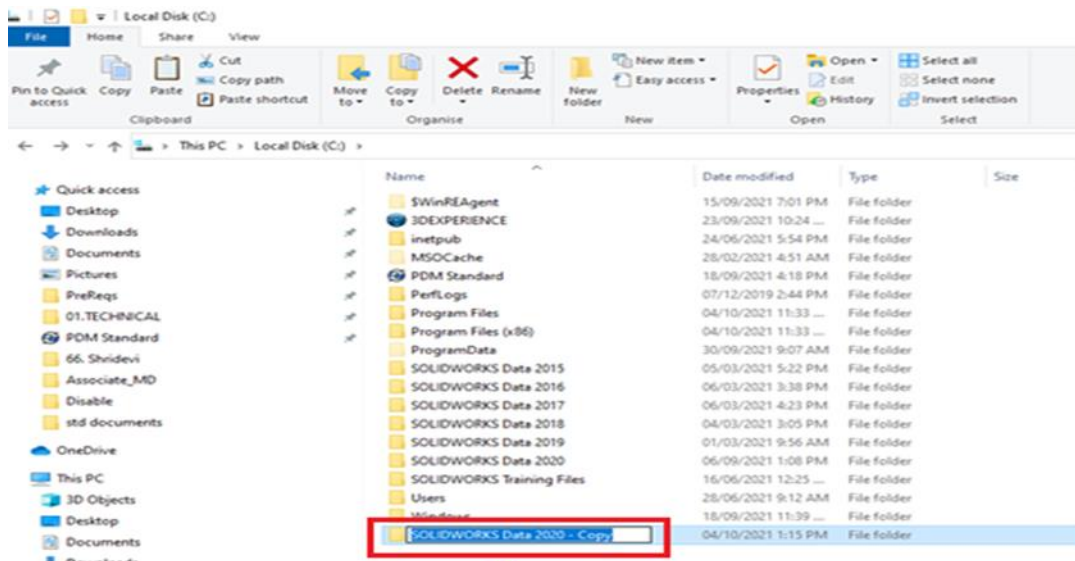 Local Disk (C:)
File Home Share View
Pin to Quick access Copy Paste Cut Copy path Paste shortcut Move to Copy to Delete Rename New folder New item Easy access Properties Open Edit History Select all Select none Invert selection
Clipboard Organise New Open Select
This PC > Local Disk (C:) >
Name Date modified Type Size
Quick access
Desktop
Downloads
Documents
Pictures
PreReqs
01.TECHNICAL
PDM Standard
66. Shridevi
Associate_MD
Disable
std documents
OneDrive
This PC
3D Objects
Desktop
Documents
$WinREAgent 15/09/2021 7:01 PM File folder
3DEXPERIENCE 23/09/2021 10:24 ... File folder
inetpub 24/06/2021 5:54 PM File folder
MSOCache 28/02/2021 4:51 AM File folder
PDM Standard 18/09/2021 4:18 PM File folder
PerfLogs 07/12/2019 2:44 PM File folder
Program Files 04/10/2021 11:33 ... File folder
Program Files (x86) 04/10/2021 11:33 ... File folder
ProgramData 30/09/2021 9:07 AM File folder
SOLIDWORKS Data 2015 05/03/2021 5:22 PM File folder
SOLIDWORKS Data 2016 06/03/2021 3:38 PM File folder
SOLIDWORKS Data 2017 06/03/2021 4:23 PM File folder
SOLIDWORKS Data 2018 04/03/2021 3:05 PM File folder
SOLIDWORKS Data 2019 01/03/2021 9:56 AM File folder
SOLIDWORKS Data 2020 06/09/2021 1:08 PM File folder
SOLIDWORKS Training Files 16/06/2021 12:25 ... File folder
Users 28/06/2021 9:12 AM File folder
Windows 18/09/2021 11:39 ... File folder
SOLIDWORKS Data 2020 - Copy 04/10/2021 1:15 PM File folder